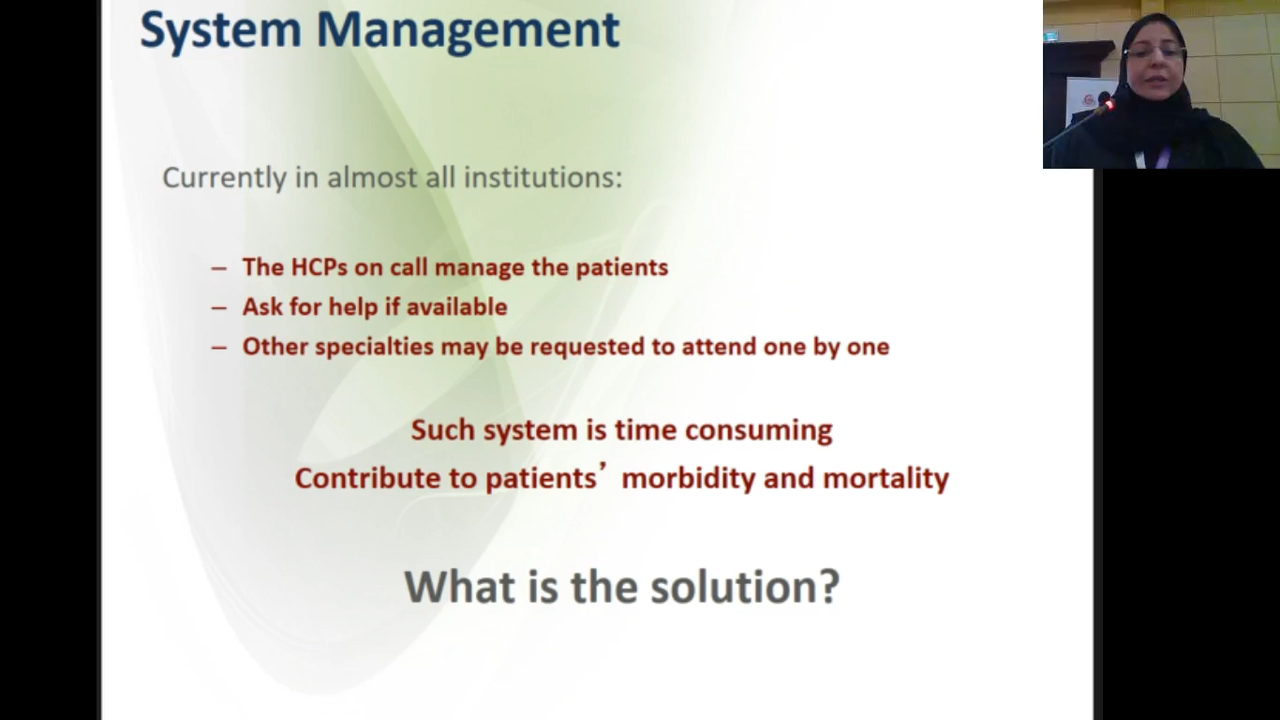 System Management
Currently in almost all institutions:
– The HCPs on call manage the patients
– Ask for help if available
– Other specialties may be requested to attend one by one
Such system is time consuming
Contribute to patients’ morbidity and mortality
What is the solution?